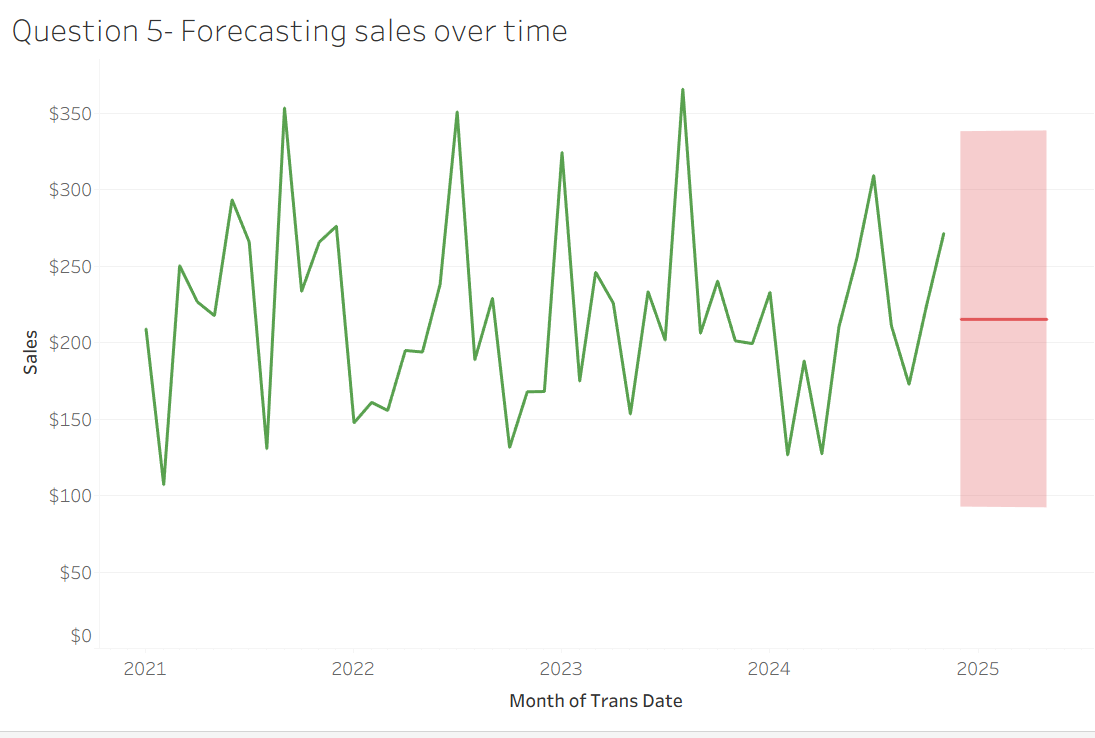 Question 5- Forecasting sales over time
$350
$300
$250
$200
$150
$100
$50
$0
Sales
2021 2022 2023 2024 2025
Month of Trans Date